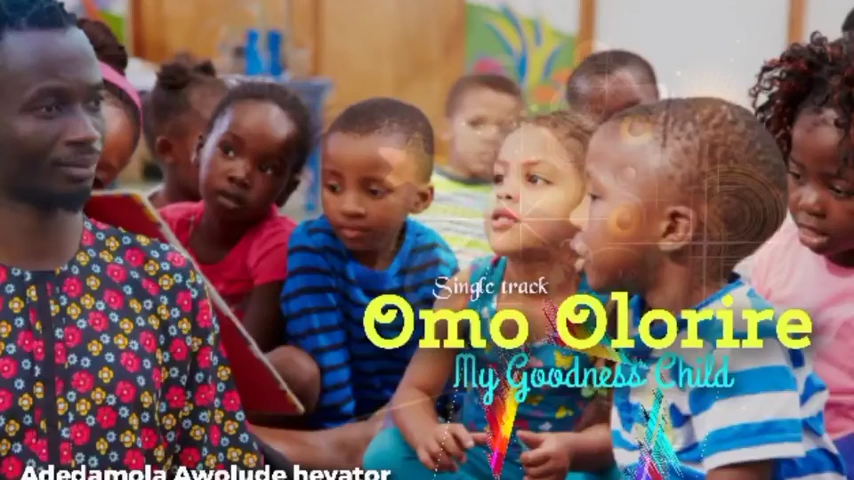 Single track
Omo Olorire
My Goodness Child
Adedamola Awolude heyator